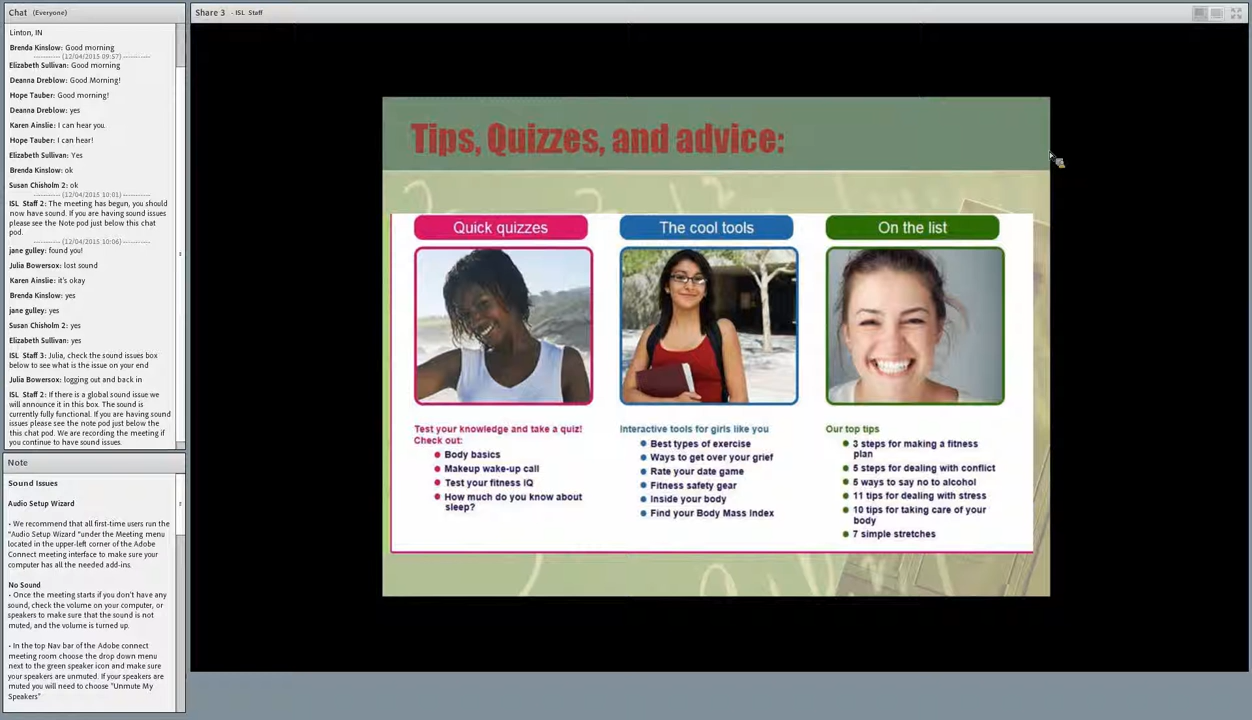 Chat (Everyone)
Linton, IN
Brenda Kinslow: Good morning
----------- (12/04/2015 09:57) -----------
Elizabeth Sullivan: Good morning
Deanna Dreblow: Good Morning!
Hope Tauber: Good morning!
Deanna Dreblow: yes
Karen Ainslie: I can hear you.
Hope Tauber: I can hear!
Elizabeth Sullivan: Yes
Brenda Kinslow: ok
Susan Chisholm 2: ok
----------- (12/04/2015 10:01) -----------
ISL Staff 2: The meeting has begun, you should
now have sound. If you are having sound issues
please see the Note pod just below this chat
pod.
----------- (12/04/2015 10:06) -----------
jane gulley: found you!
Julia Bowersox: lost sound
Karen Ainslie: it's okay
Brenda Kinslow: yes
jane gulley: yes
Susan Chisholm 2: yes
Elizabeth Sullivan: yes
ISL Staff 3: Julia, check the sound issues box
below to see what is the issue on your end
Julia Bowersox: logging out and back in
ISL Staff 2: If there is a global sound issue we
will announce it in this box. The sound is
currently fully functional. If you are having sound
issues please see the note pod just below the
this chat pod. We are recording the meeting if
you continue to have sound issues.
Note
Sound Issues
Audio Setup Wizard
• We recommend that all first-time users run the
"Audio Setup Wizard "under the Meeting menu
located in the upper-left corner of the Adobe
Connect meeting interface to make sure your
computer has all the needed add-ins.
No Sound
• Once the meeting starts if you don't have any
sound, check the volume on your computer, or
speakers to make sure that the sound is not
muted, and the volume is turned up.
• In the top Nav bar of the Adobe connect
meeting room choose the drop down menu
next to the green speaker icon and make sure
your speakers are unmuted. If your speakers are
muted you will need to choose "Unmute My
Speakers"
Share 3 - ISL Staff
Tips, Quizzes, and advice:
Quick quizzes
Test your knowledge and take a quiz!
Check out:
• Body basics
• Makeup wake-up call
• Test your fitness IQ
• How much do you know about
sleep?
The cool tools
Interactive tools for girls like you
• Best types of exercise
• Ways to get over your grief
• Rate your date game
• Fitness safety gear
• Inside your body
• Find your Body Mass Index
On the list
Our top tips
• 3 steps for making a fitness
plan
• 5 steps for dealing with conflict
• 5 ways to say no to alcohol
• 11 tips for dealing with stress
• 10 tips for taking care of your
body
• 7 simple stretches